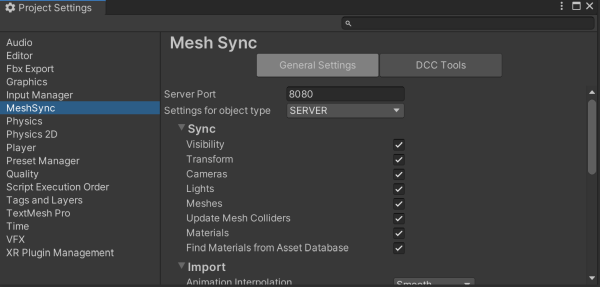 Project Settings
Audio
Editor
Fbx Export
Graphics
Input Manager
MeshSync
Physics
Physics 2D
Player
Preset Manager
Quality
Script Execution Order
Tags and Layers
TextMesh Pro
Time
VFX
XR Plugin Management
Mesh Sync
General Settings
DCC Tools
Server Port 8080
Settings for object type SERVER
Sync
Visibility
Transform
Cameras
Lights
Meshes
Update Mesh Colliders
Materials
Find Materials from Asset Database
Import
Animation Interpolation Smooth